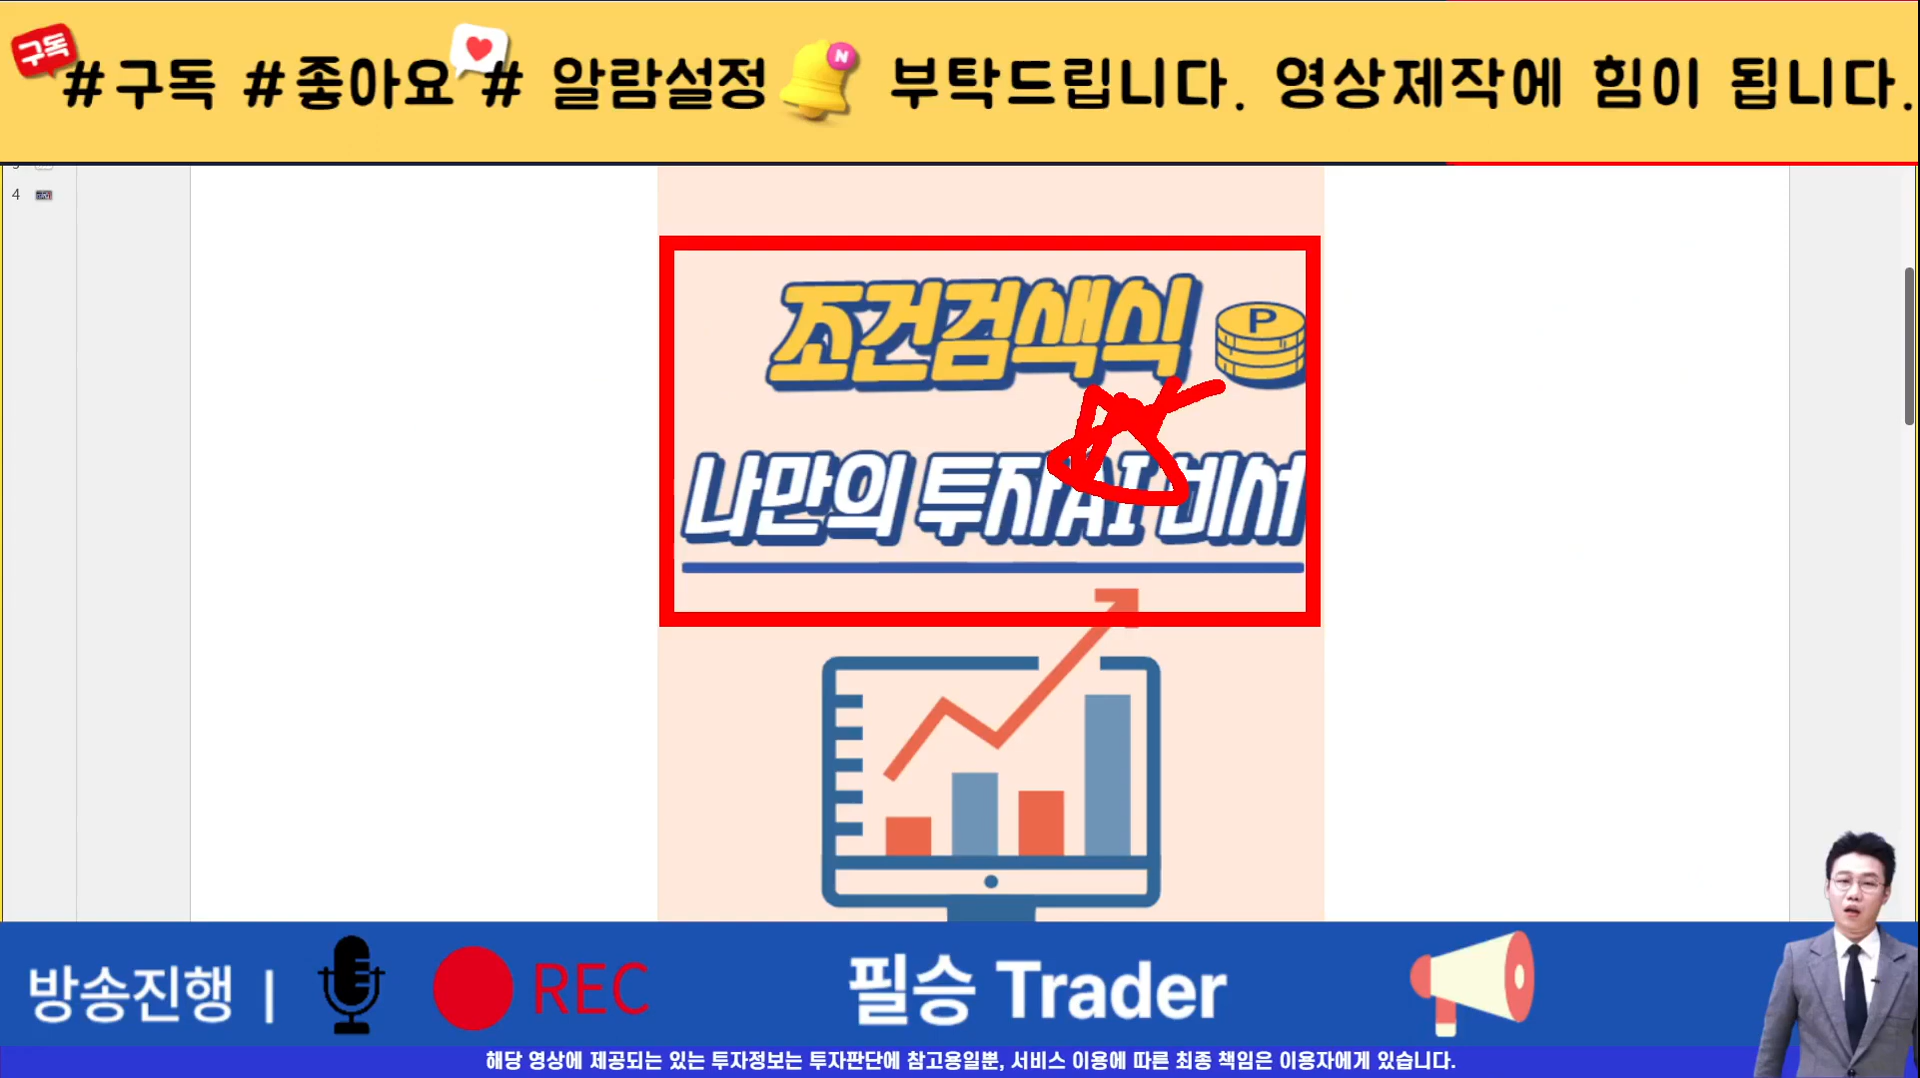 구독
#구독 #좋아요 # 알람설정 N 부탁드립니다. 영상제작에 힘이 됩니다.
4
조건검색식 P
나만의 투자AI 비서
방송진행 | REC 필승 Trader
해당 영상에 제공되는 있는 투자정보는 투자판단에 참고용일뿐, 서비스 이용에 따른 최종 책임은 이용자에게 있습니다.